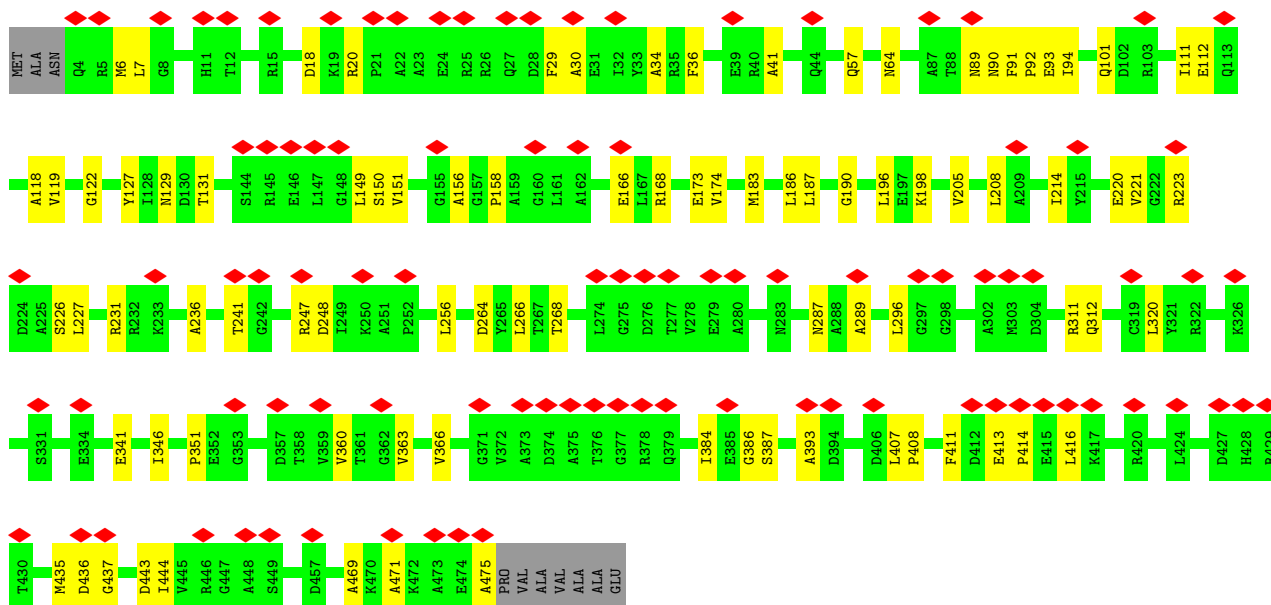 MET ALA ASN Q4 R5 M6 L7 G8 H11 T12 R15 D18 K19 R20 P21 A22 A23 E24 R25 R26 Q27 D28 F29 A30 E31 I32 Y33 A34 R35 F36 E39 R40 A41 Q44 Q57 N64 A87 T88 N89 N90 F91 P92 E93 I94 Q101 D102 R103 I111 E112 Q113
A118 V119 G122 Y127 I128 N129 D130 T131 S144 R145 E146 L147 G148 L149 S150 V151 G155 A156 G157 P158 A159 G160 L161 A162 E166 L167 R168 E173 V174 M183 L186 L187 G190 L196 E197 K198 V205 L208 A209 I214 Y215 E220 V221 G222 R223
D224 A225 S226 L227 R231 R232 K233 A236 T241 G242 R247 D248 I249 K250 A251 P252 L256 D264 Y265 L266 T267 T268 L274 G275 D276 T277 V278 E279 A280 N283 N287 A288 A289 L296 G297 G298 A302 M303 D304 R311 Q312 C319 L320 Y321 R322 K326
S331 E334 E341 I346 P351 E352 G353 D357 T358 V359 V360 T361 G362 V363 V366 G371 V372 A373 D374 A375 T376 G377 R378 Q379 I384 E385 G386 S387 A393 D394 D406 L407 P408 F411 D412 E413 P414 E415 L416 K417 R420 L424 D427 H428
T430 M435 D436 G437 D443 I444 V445 R446 G447 A448 S449 D457 A469 K470 A471 K472 A473 E474 A475 PRO VAL ALA VAL ALA ALA GLU